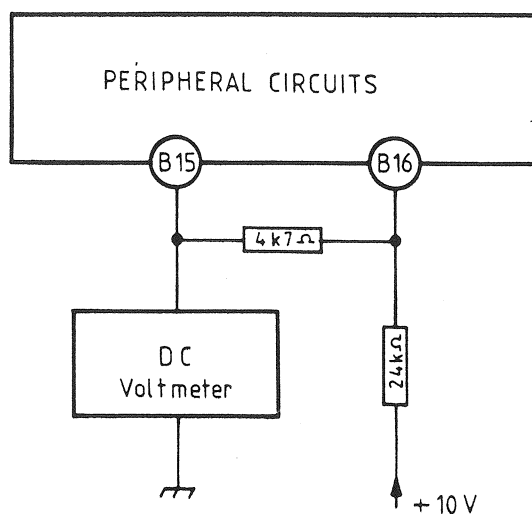 PERIPHERAL CIRCUITS
B15
B16
4k7Ω
24kΩ
DC
Voltmeter
+10V